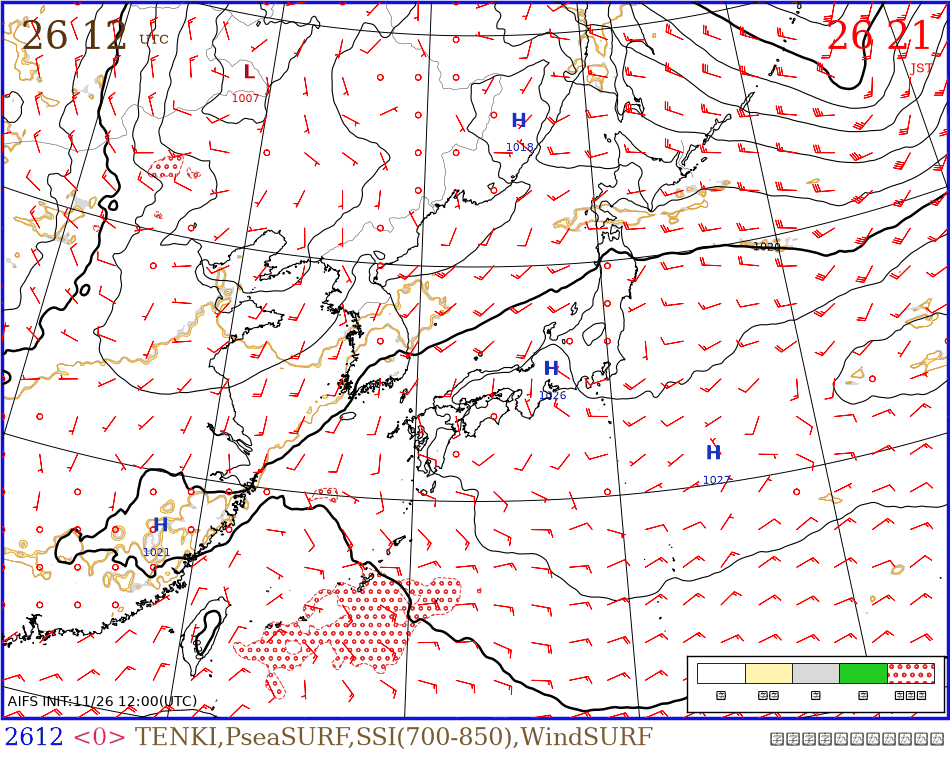 26 12 UTC
26 21 JST
L
1007
H
1018
1020
H
1026
H
1027
H
1021
AIFS INIT:11/26 12:00(UTC)
2612 <0> TENKI,PseaSURF,SSI(700-850),WindSURF